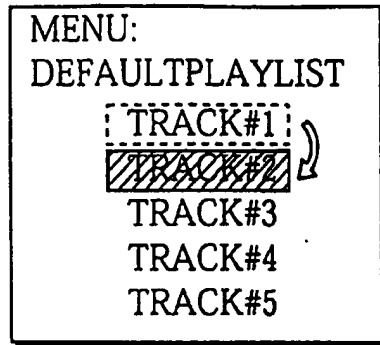 MENU:
DEFAULTPLAYLIST
TRACK#1
TRACK#2
TRACK#3
TRACK#4
TRACK#5